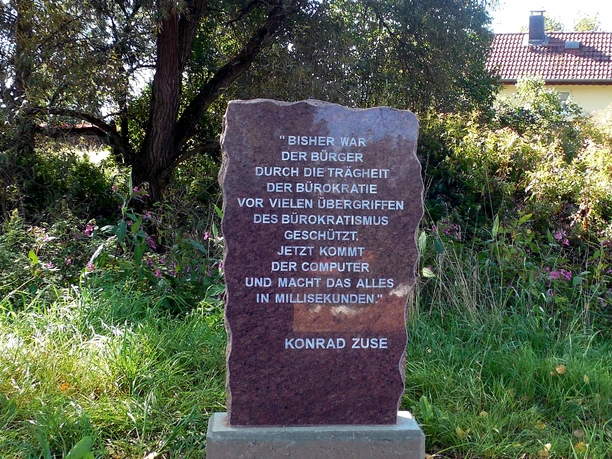 "BISHER WAR
DER BÜRGER
DURCH DIE TRÄGHEIT
DER BÜROKRATIE
VOR VIELEN ÜBERGRIFFEN
DES BÜROKRATISMUS
GESCHÜTZT.
JETZT KOMMT
DER COMPUTER
UND MACHT DAS ALLES
IN MILLISEKUNDEN."
KONRAD ZUSE